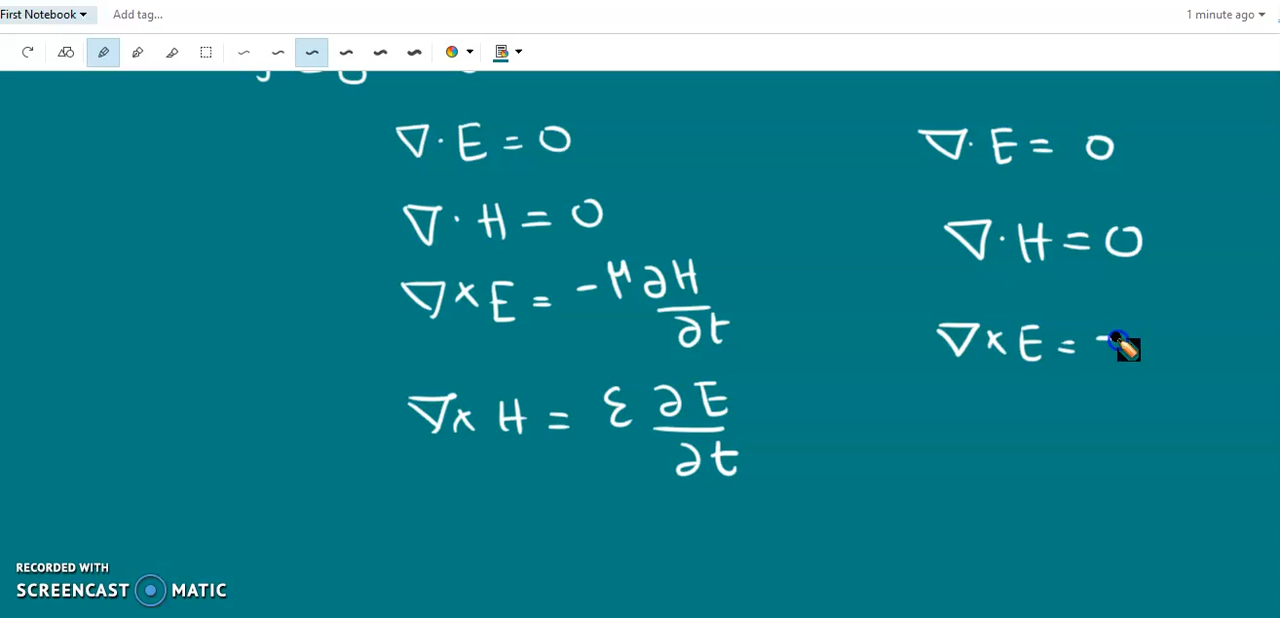 First Notebook
Add tag...
1 minute ago
∇· E = 0
∇· H = 0
∇× E = -μ ∂H/∂t
∇× H = ε ∂E/∂t
∇· E = 0
∇· H = 0
∇× E = -
RECORDED WITH
SCREENCAST MATIC